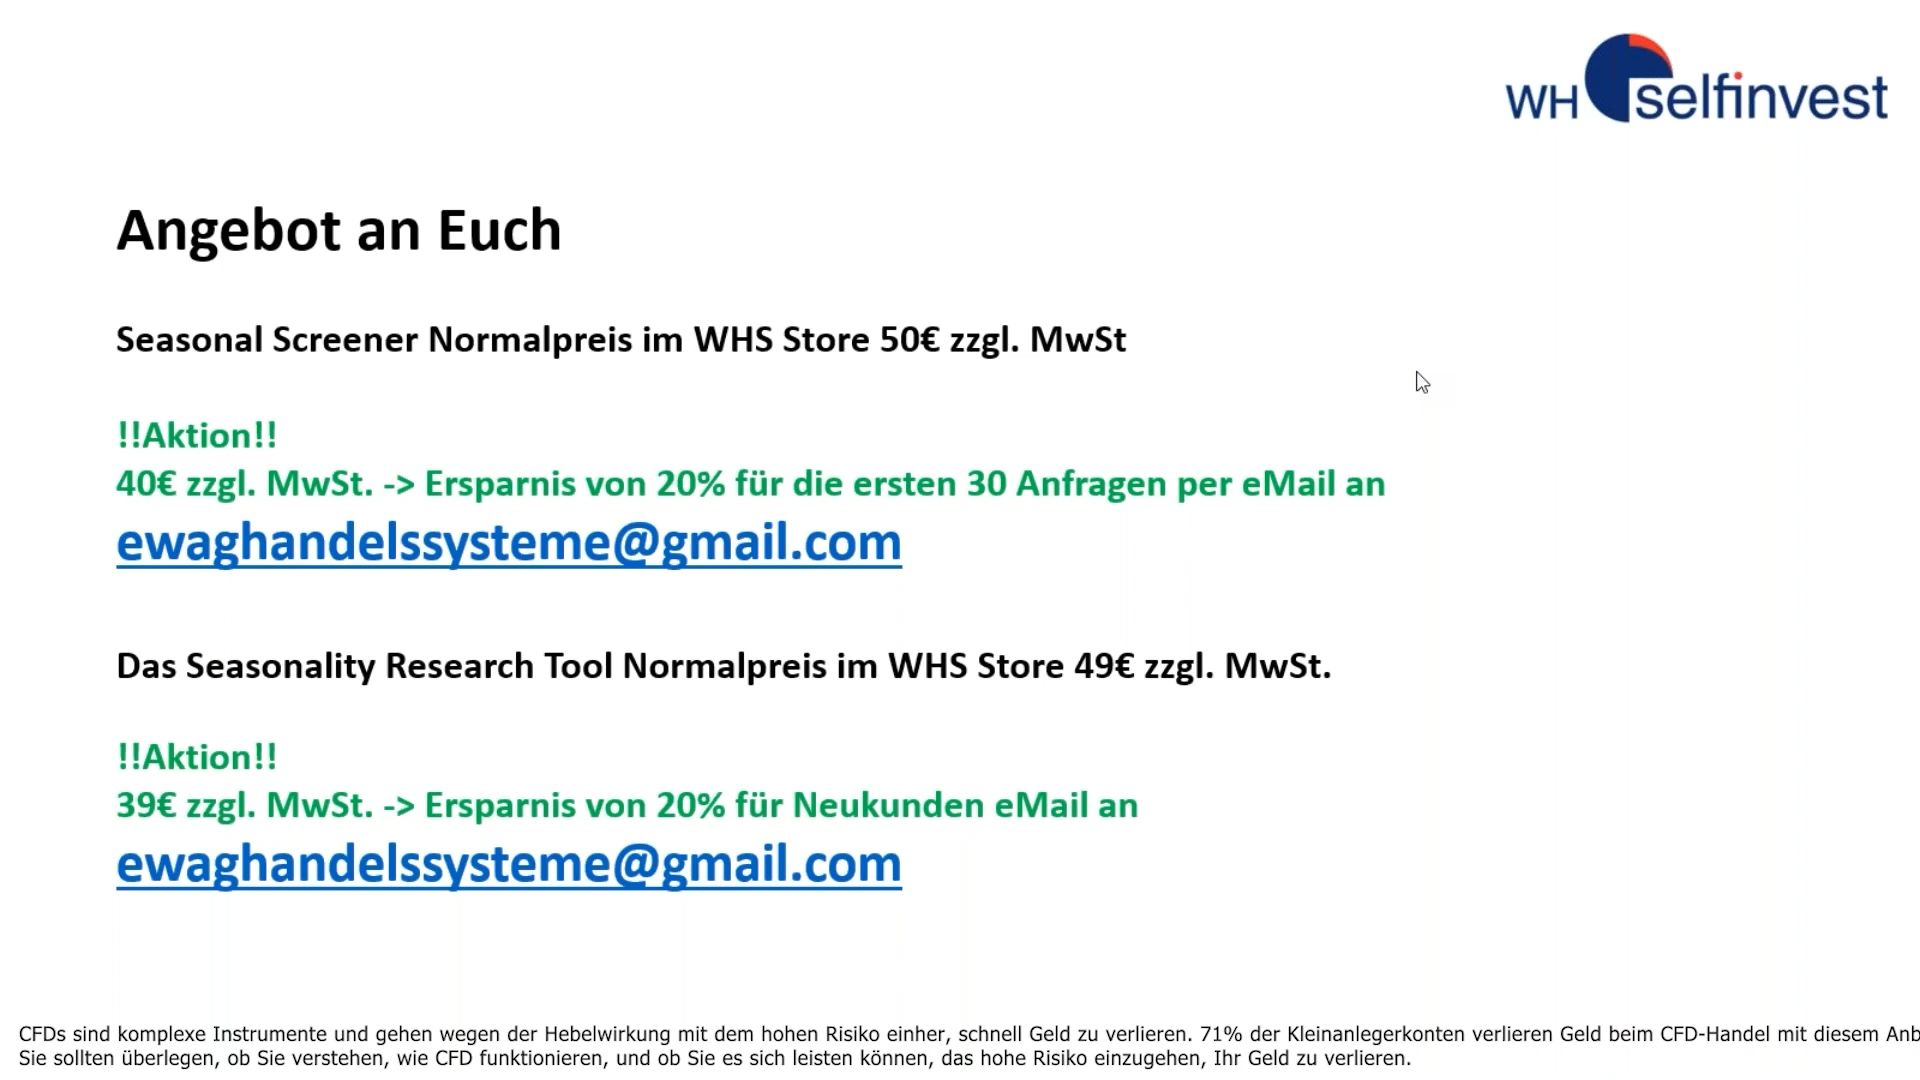 WH selfinvest
Angebot an Euch
Seasonal Screener Normalpreis im WHS Store 50€ zzgl. MwSt
!!Aktion!!
40€ zzgl. MwSt. -> Ersparnis von 20% für die ersten 30 Anfragen per eMail an
ewaghandelssysteme@gmail.com
Das Seasonality Research Tool Normalpreis im WHS Store 49€ zzgl. MwSt.
!!Aktion!!
39€ zzgl. MwSt. -> Ersparnis von 20% für Neukunden eMail an
ewaghandelssysteme@gmail.com
CFDs sind komplexe Instrumente und gehen wegen der Hebelwirkung mit dem hohen Risiko einher, schnell Geld zu verlieren. 71% der Kleinanlegerkonten verlieren Geld beim CFD-Handel mit diesem Anb
Sie sollten überlegen, ob Sie verstehen, wie CFD funktionieren, und ob Sie es sich leisten können, das hohe Risiko einzugehen, Ihr Geld zu verlieren.